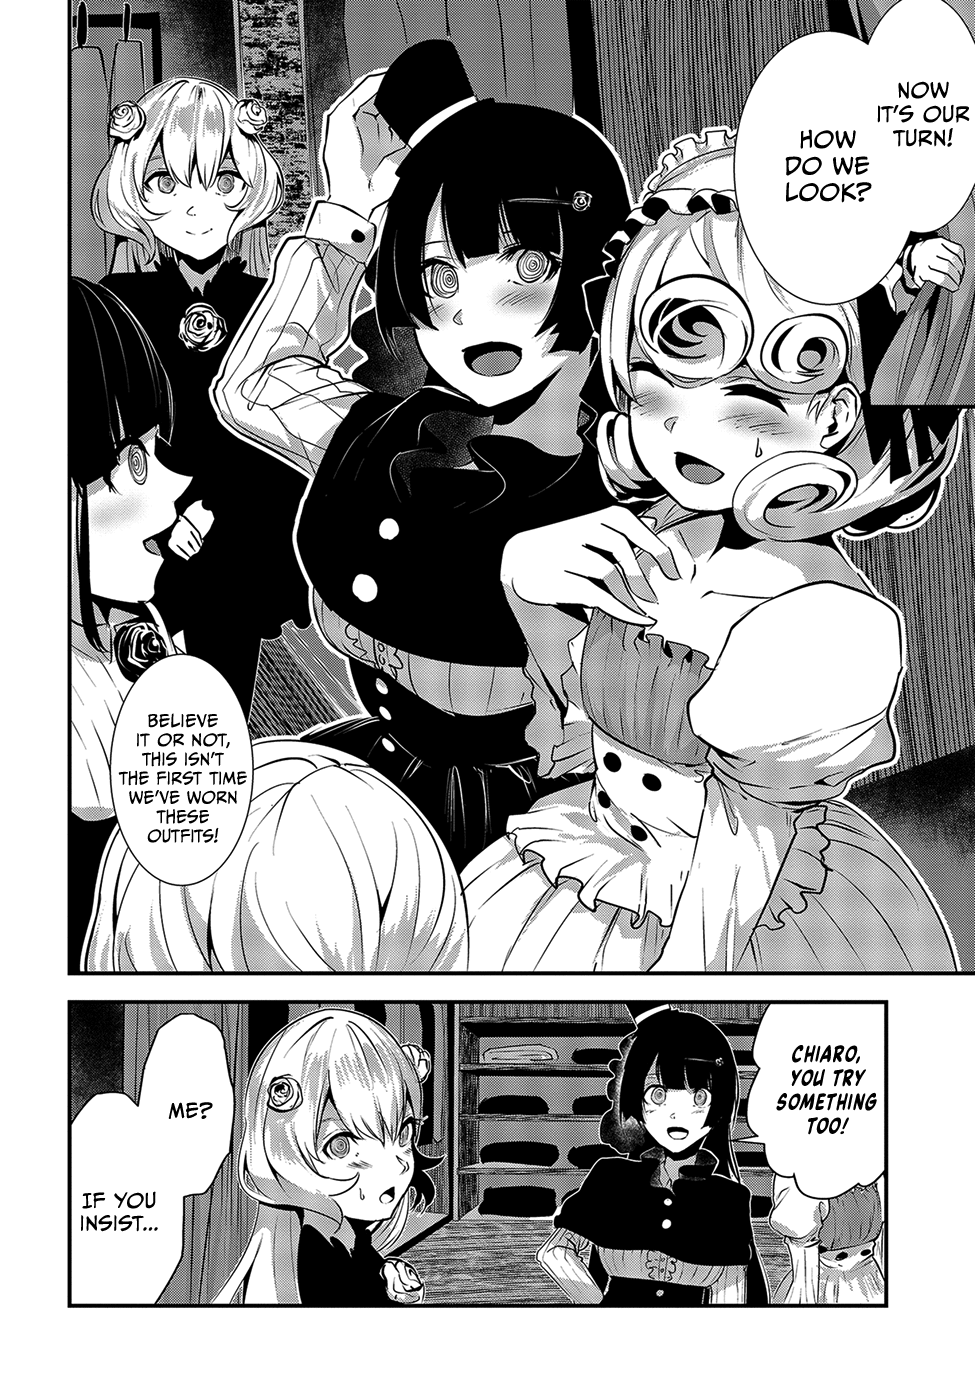 NOW
IT'S OUR
TURN!
HOW
DO WE
LOOK?
BELIEVE
IT OR NOT,
THIS ISN'T
THE FIRST TIME
WE'VE WORN
THESE
OUTFITS!
CHIARO,
YOU TRY
SOMETHING
TOO!
ME?
IF YOU
INSIST...